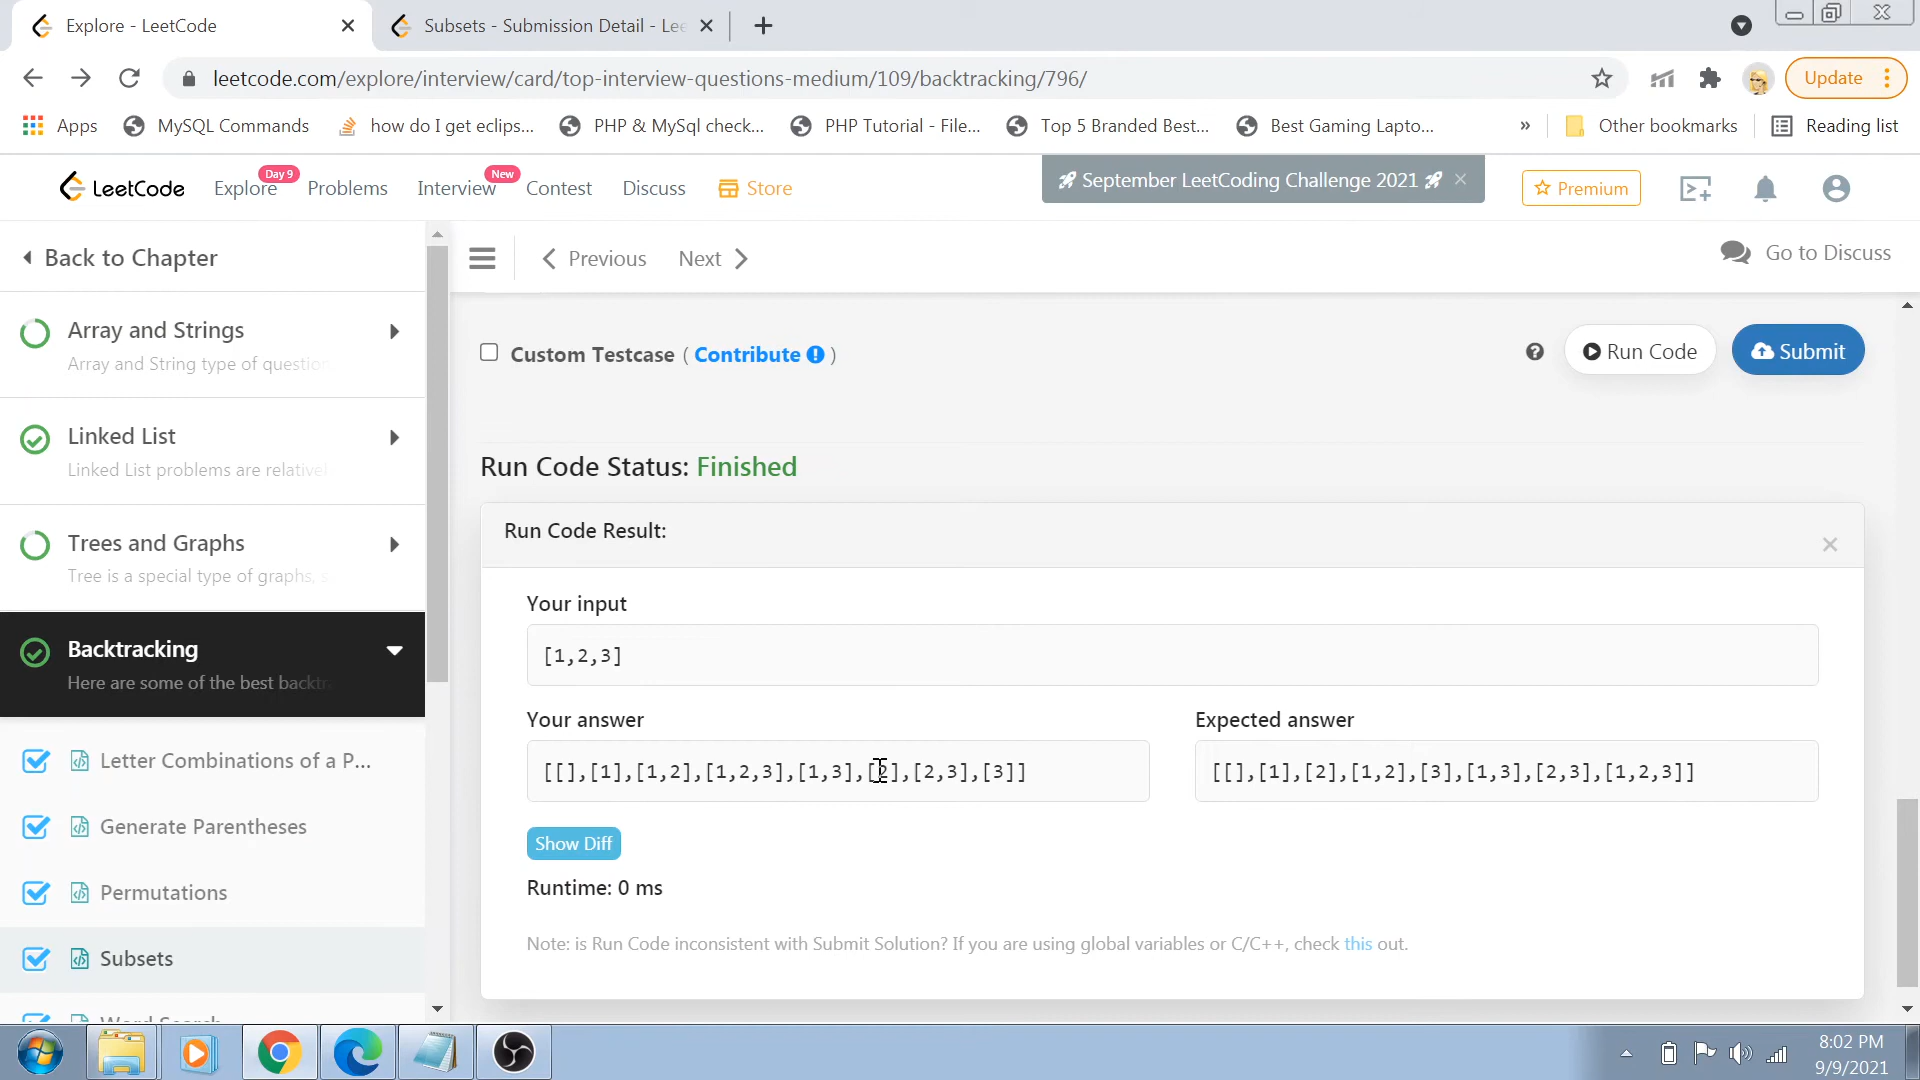 Explore - LeetCode
Subsets - Submission Detail - Lee
leetcode.com/explore/interview/card/top-interview-questions-medium/109/backtracking/796/
Update
Apps
MySQL Commands
how do I get eclips...
PHP & MySql check...
PHP Tutorial - File...
Top 5 Branded Best...
Best Gaming Lapto...
»
Other bookmarks
Reading list
LeetCode
Explore
Day 9
Problems
Interview
New
Contest
Discuss
Store
September LeetCoding Challenge 2021
Premium
Back to Chapter
Previous
Next
Go to Discuss
Array and Strings
Array and String type of question
Linked List
Linked List problems are relatively
Trees and Graphs
Tree is a special type of graphs, s
Backtracking
Here are some of the best backtr
Letter Combinations of a P...
Generate Parentheses
Permutations
Subsets
Word Search
Custom Testcase ( Contribute )
Run Code
Submit
Run Code Status: Finished
Run Code Result:
Your input
[1,2,3]
Your answer
[[],[1],[1,2],[1,2,3],[1,3],[2],[2,3],[3]]
Expected answer
[[],[1],[2],[1,2],[3],[1,3],[2,3],[1,2,3]]
Show Diff
Runtime: 0 ms
Note: is Run Code inconsistent with Submit Solution? If you are using global variables or C/C++, check this out.
8:02 PM
9/9/2021